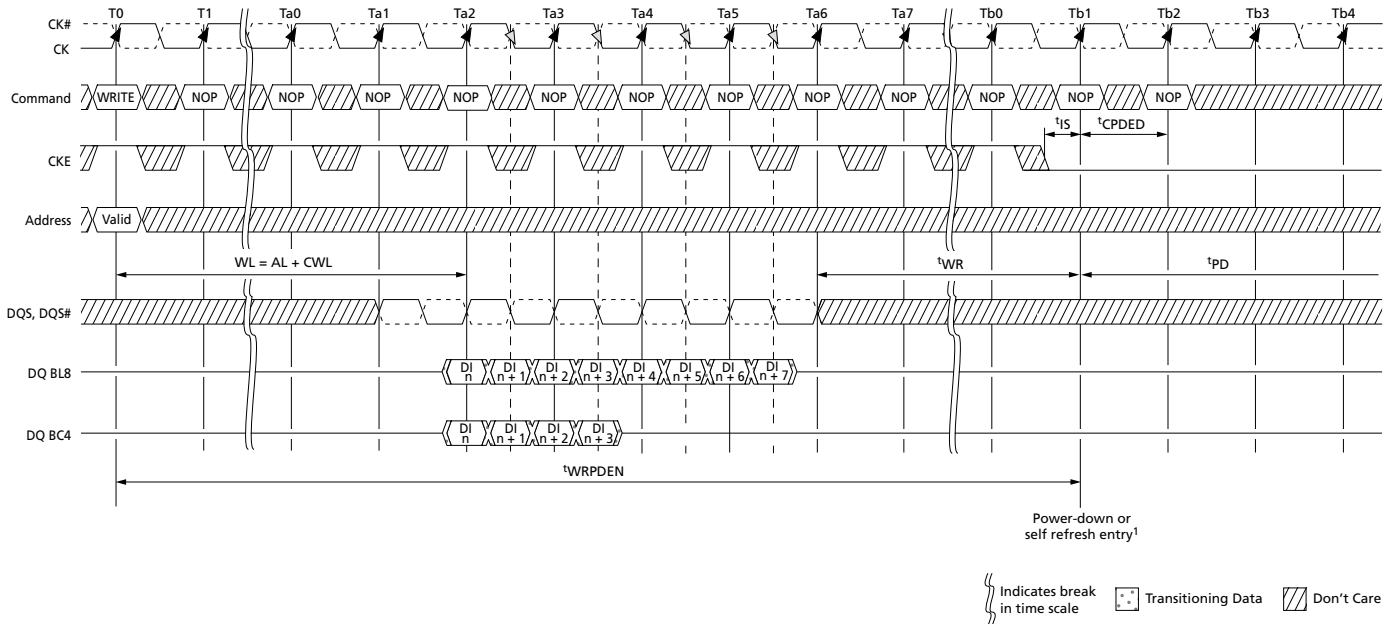 T0 T1 Ta0 Ta1 Ta2 Ta3 Ta4 Ta5 Ta6 Ta7 Tb0 Tb1 Tb2 Tb3 Tb4
CK#
CK
Command WRITE NOP NOP NOP NOP NOP NOP NOP NOP NOP NOP NOP NOP
tIS tCPDED
CKE
Address Valid
WL = AL + CWL tWR tPD
DQS, DQS#
DQ BL8 DI n DI n + 1 DI n + 2 DI n + 3 DI n + 4 DI n + 5 DI n + 6 DI n + 7
DQ BC4 DI n DI n + 1 DI n + 2 DI n + 3
tWRPDEN
Power-down or
self refresh entry1
Indicates break
in time scale
Transitioning Data
Don't Care